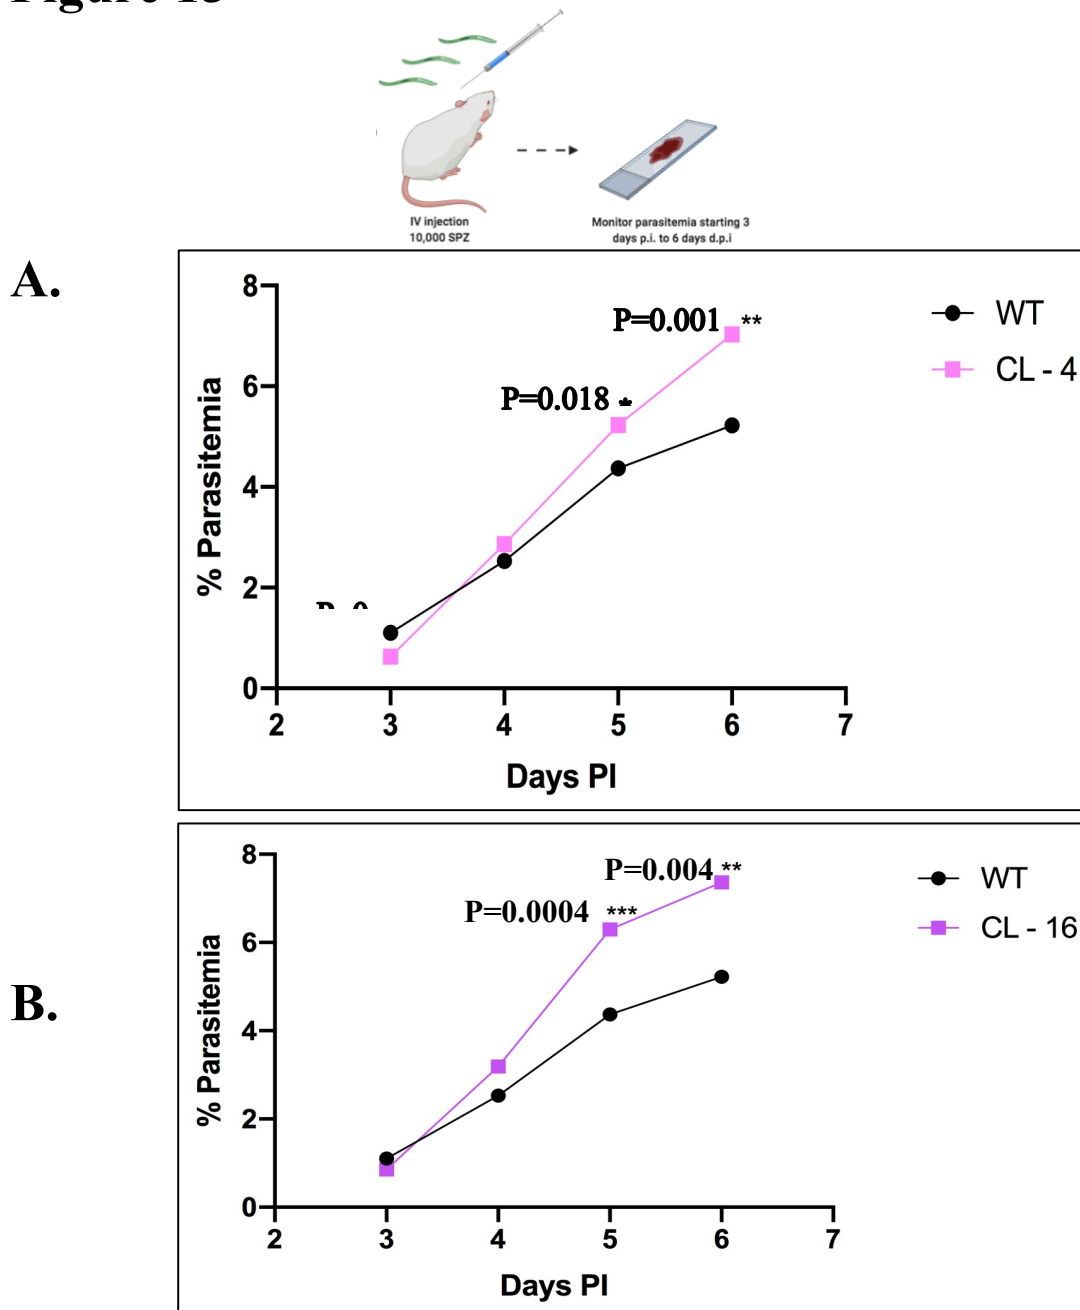 IV injection
10,000 SPZ
Monitor parasitemia starting 3
days p.i. to 6 days d.p.i
A.
8
6
4
2
0
% Parasitemia
P=0.001 **
P=0.018 *
2 3 4 5 6 7
Days PI
WT
CL - 4
B.
8
6
4
2
0
% Parasitemia
P=0.004 **
P=0.0004 ***
2 3 4 5 6 7
Days PI
WT
CL - 16